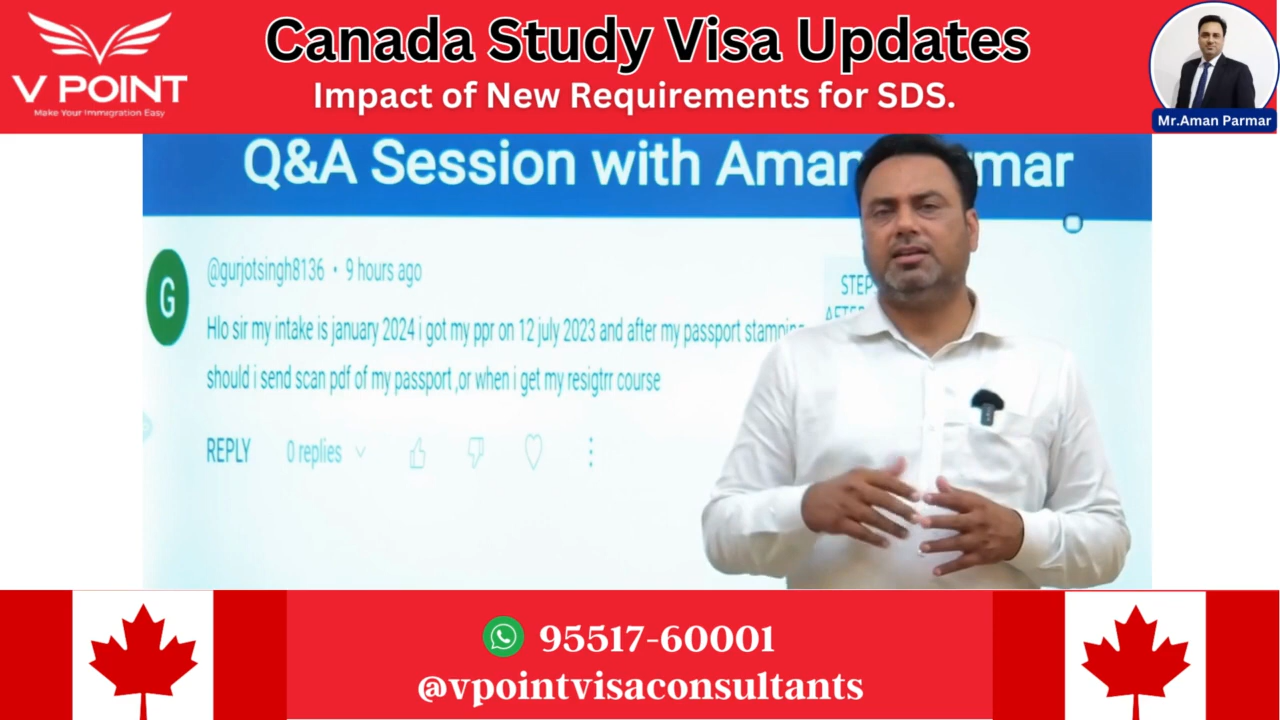 V POINT
Make Your Immigration Easy
Canada Study Visa Updates
Impact of New Requirements for SDS.
Mr.Aman Parmar
Q&A Session with Aman mar
G
@gurjotsingh8136 • 9 hours ago
STEP
Hlo sir my intake is january 2024 i got my ppr on 12 july 2023 and after my passport stamping
should i send scan pdf of my passport ,or when i get my resigtrr course
REPLY
0 replies
95517-60001
@vpointvisaconsultants